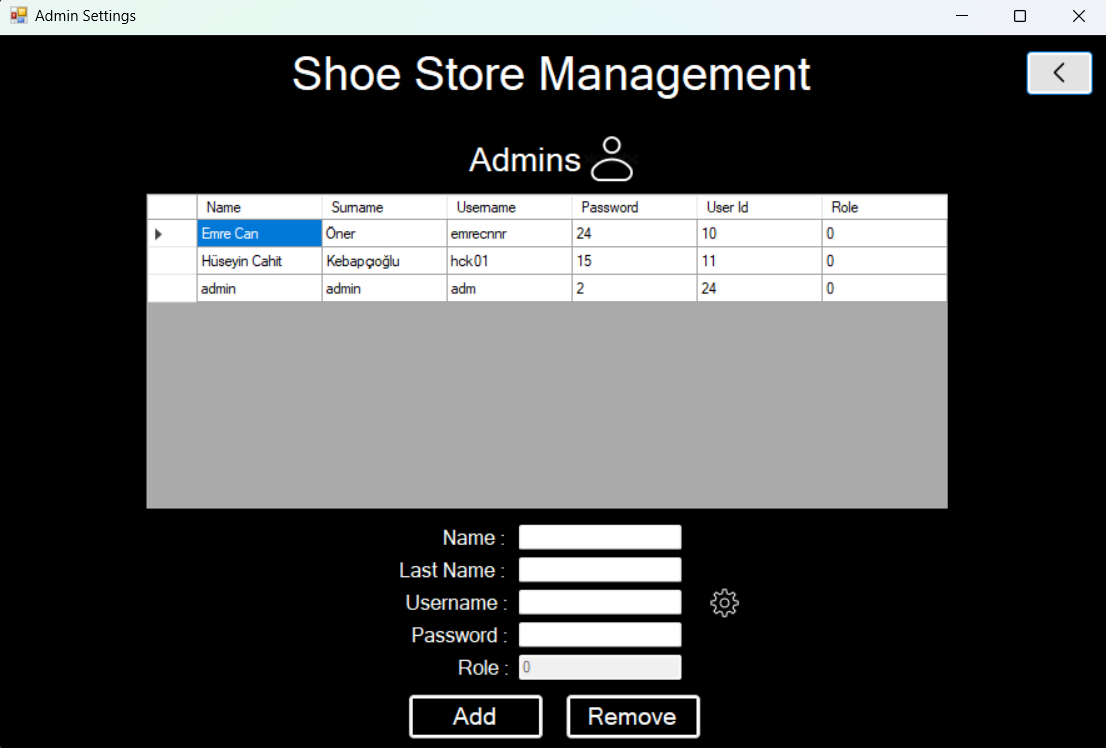 Admin Settings
Shoe Store Management
Admins
Name Surname Username Password User Id Role
Emre Can Öner emrecnnr 24 10 0
Hüseyin Cahit Kebapçıoğlu hck01 15 11 0
admin admin adm 2 24 0
Name :
Last Name :
Username :
Password :
Role : 0
Add Remove